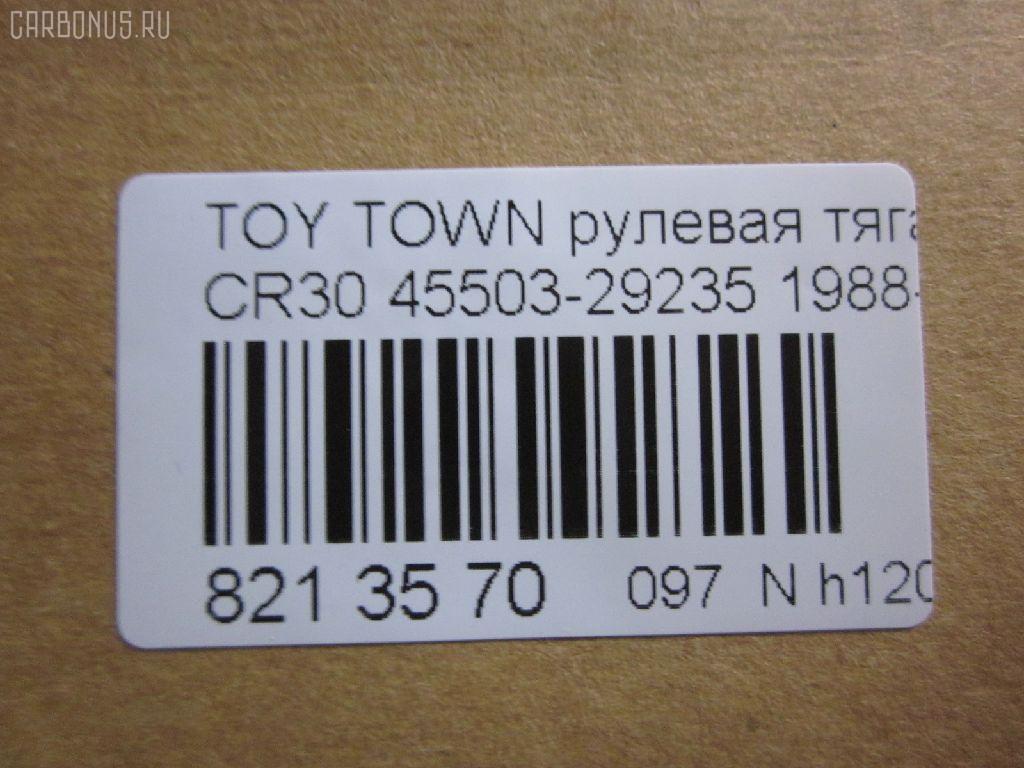 CARBONUS.RU
TOY TOWN рулевая тяга
CR30 45503-29235 1988-
821 35 70 097 N h120